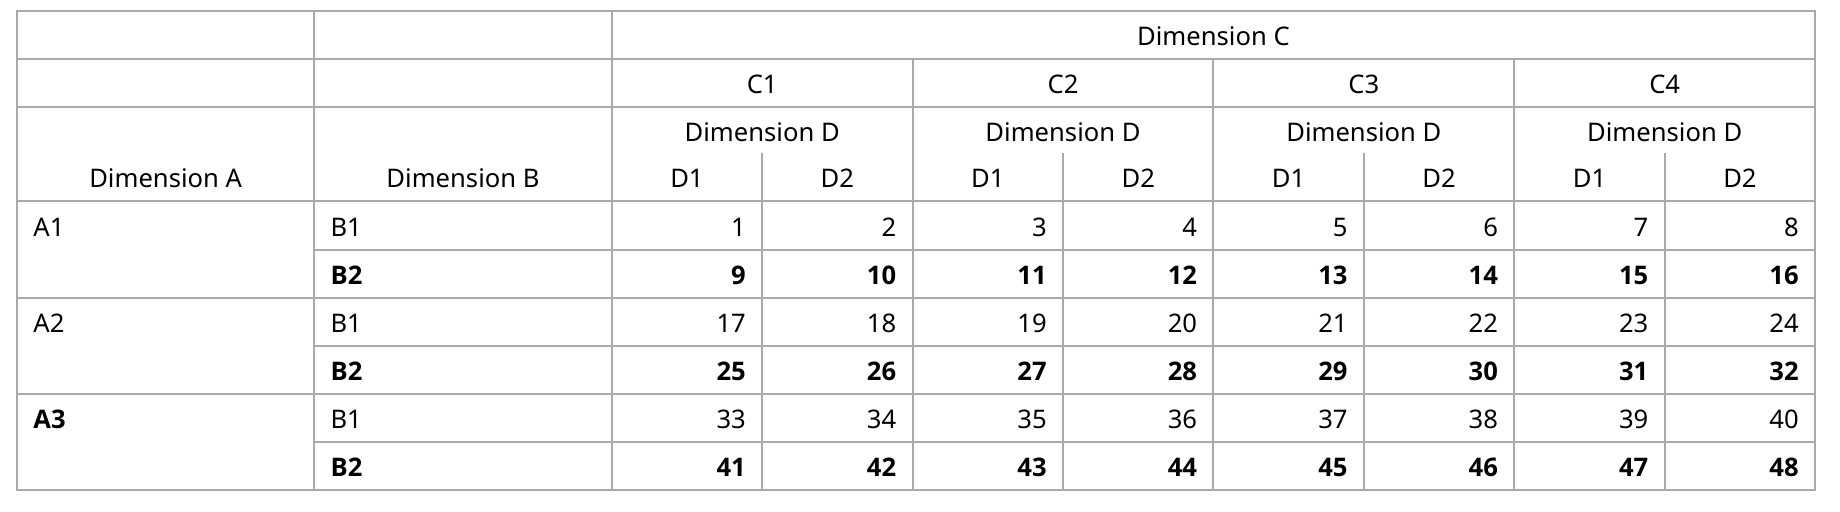 Dimension C
C1 C2 C3 C4
Dimension D Dimension D Dimension D Dimension D
Dimension A Dimension B D1 D2 D1 D2 D1 D2 D1 D2
A1 B1 1 2 3 4 5 6 7 8
B2 9 10 11 12 13 14 15 16
A2 B1 17 18 19 20 21 22 23 24
B2 25 26 27 28 29 30 31 32
A3 B1 33 34 35 36 37 38 39 40
B2 41 42 43 44 45 46 47 48